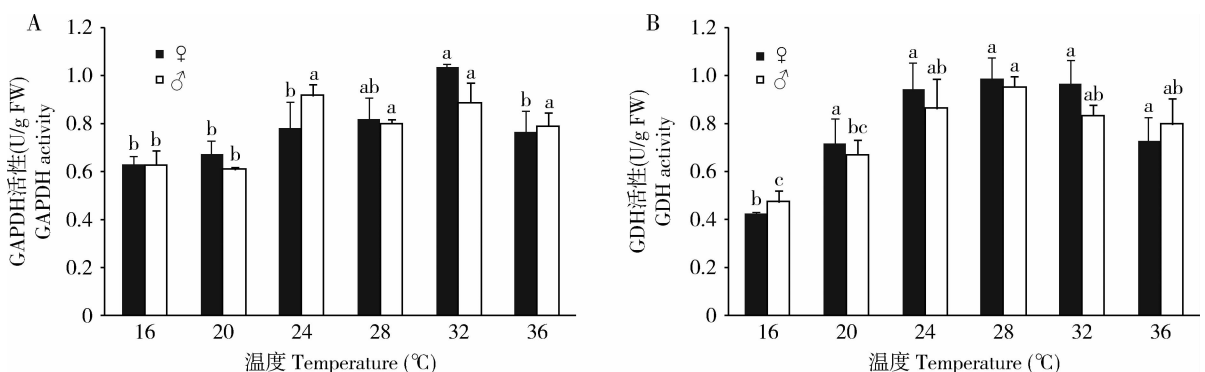 A
1.2
1.0
0.8
0.6
0.4
0.2
0
GAPDH活性(U/g FW)
GAPDH activity
♀
♂
b b
b b
b a
ab a
a a
b a
16 20 24 28 32 36
温度 Temperature (℃)
B
1.2
1.0
0.8
0.6
0.4
0.2
0
GDH活性(U/g FW)
GDH activity
♀
♂
b c
a bc
a ab
a a
a ab
a ab
16 20 24 28 32 36
温度 Temperature (℃)